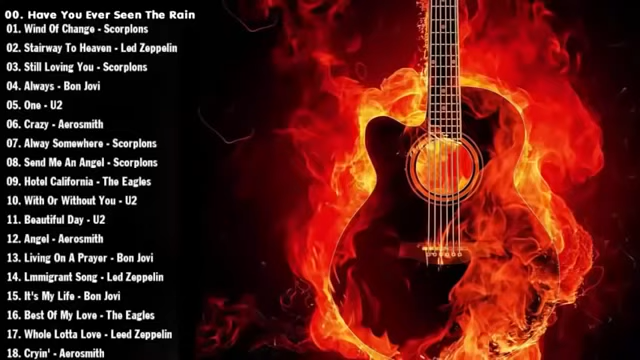 00. Have You Ever Seen The Rain
01. Wind Of Change - Scorplons
02. Stairway To Heaven - Led Zeppelin
03. Still Loving You - Scorplons
04. Always - Bon Jovi
05. One - U2
06. Crazy - Aerosmith
07. Alway Somewhere - Scorplons
08. Send Me An Angel - Scorplons
09. Hotel California - The Eagles
10. With Or Without You - U2
11. Beautiful Day - U2
12. Angel - Aerosmith
13. Living On A Prayer - Bon Jovi
14. Lmmigrant Song - Led Zeppelin
15. It's My Life - Bon Jovi
16. Best Of My Love - The Eagles
17. Whole Lotta Love - Leed Zeppelin
18. Cryin' - Aerosmith